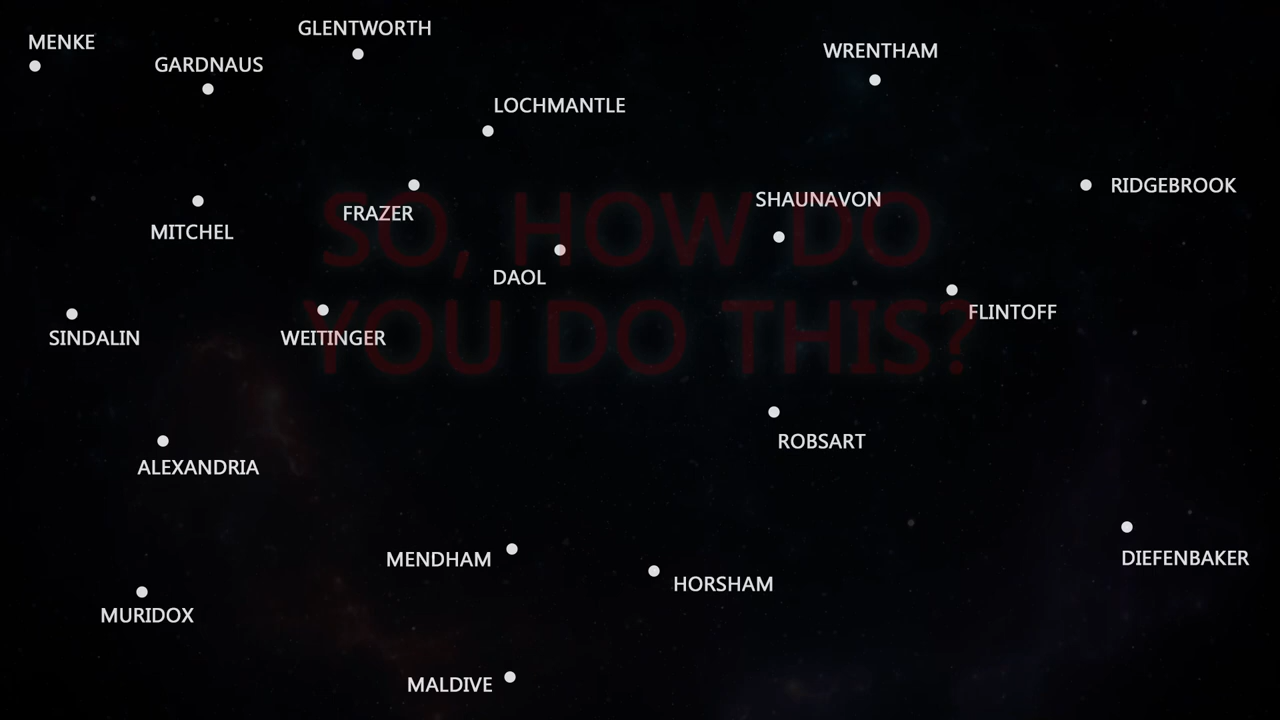 GLENTWORTH
MENKE
WRENTHAM
GARDNAUS
LOCHMANTLE
RIDGEBROOK
SHAUNAVON
FRAZER
MITCHEL
SO, HOW DO
DAOL
FLINTOFF
SINDALIN
WEITINGER
YOU DO THIS?
ROBSART
ALEXANDRIA
MENDHAM
DIEFENBAKER
HORSHAM
MURIDOX
MALDIVE